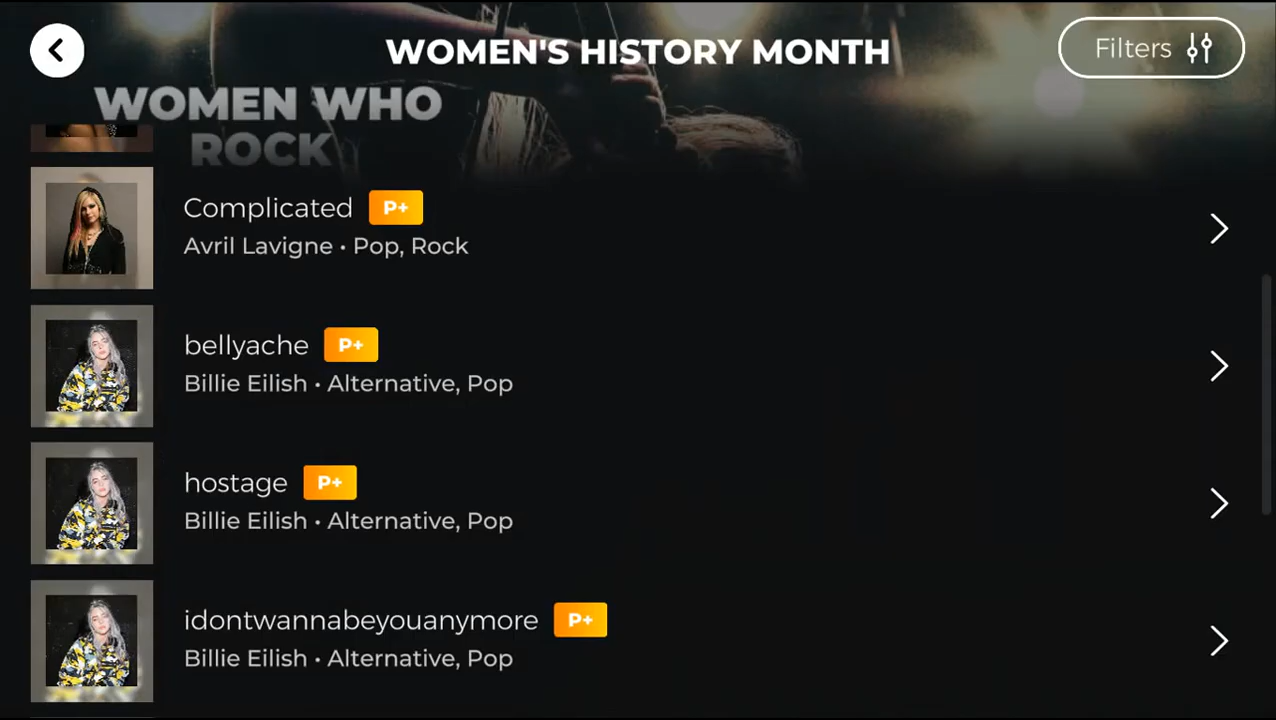 WOMEN'S HISTORY MONTH
Filters
WOMEN WHO
ROCK
Complicated P+
Avril Lavigne • Pop, Rock
bellyache P+
Billie Eilish • Alternative, Pop
hostage P+
Billie Eilish • Alternative, Pop
idontwannabeyouanymore P+
Billie Eilish • Alternative, Pop